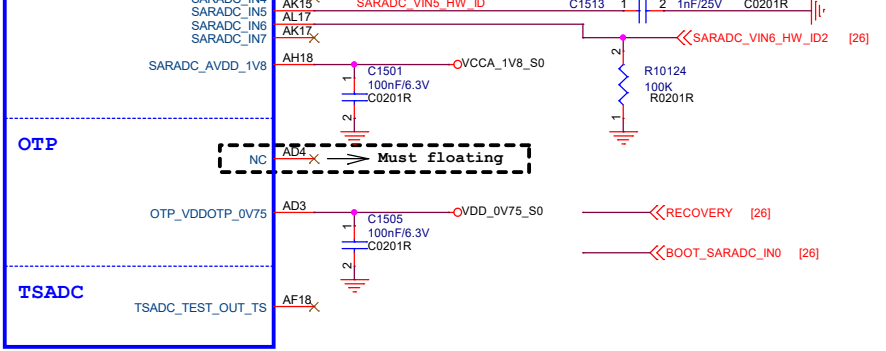 SARADC_IN4
SARADC_IN5 AK15 SARADC_VIN5_HW_ID C1513 1 2 1nF/25V C0201R
SARADC_IN6 AL17
SARADC_IN7 AK17 SARADC_VIN6_HW_ID2 [26]
SARADC_AVDD_1V8 AH18 VCCA_1V8_S0
1 C1501
100nF/6.3V
C0201R
2
2 R10124
100K
R0201R
1
OTP
NC AD4 Must floating
OTP_VDDOTP_0V75 AD3 VDD_0V75_S0 RECOVERY [26]
1 C1505
100nF/6.3V
C0201R
2
BOOT_SARADC_IN0 [26]
TSADC
TSADC_TEST_OUT_TS AF18